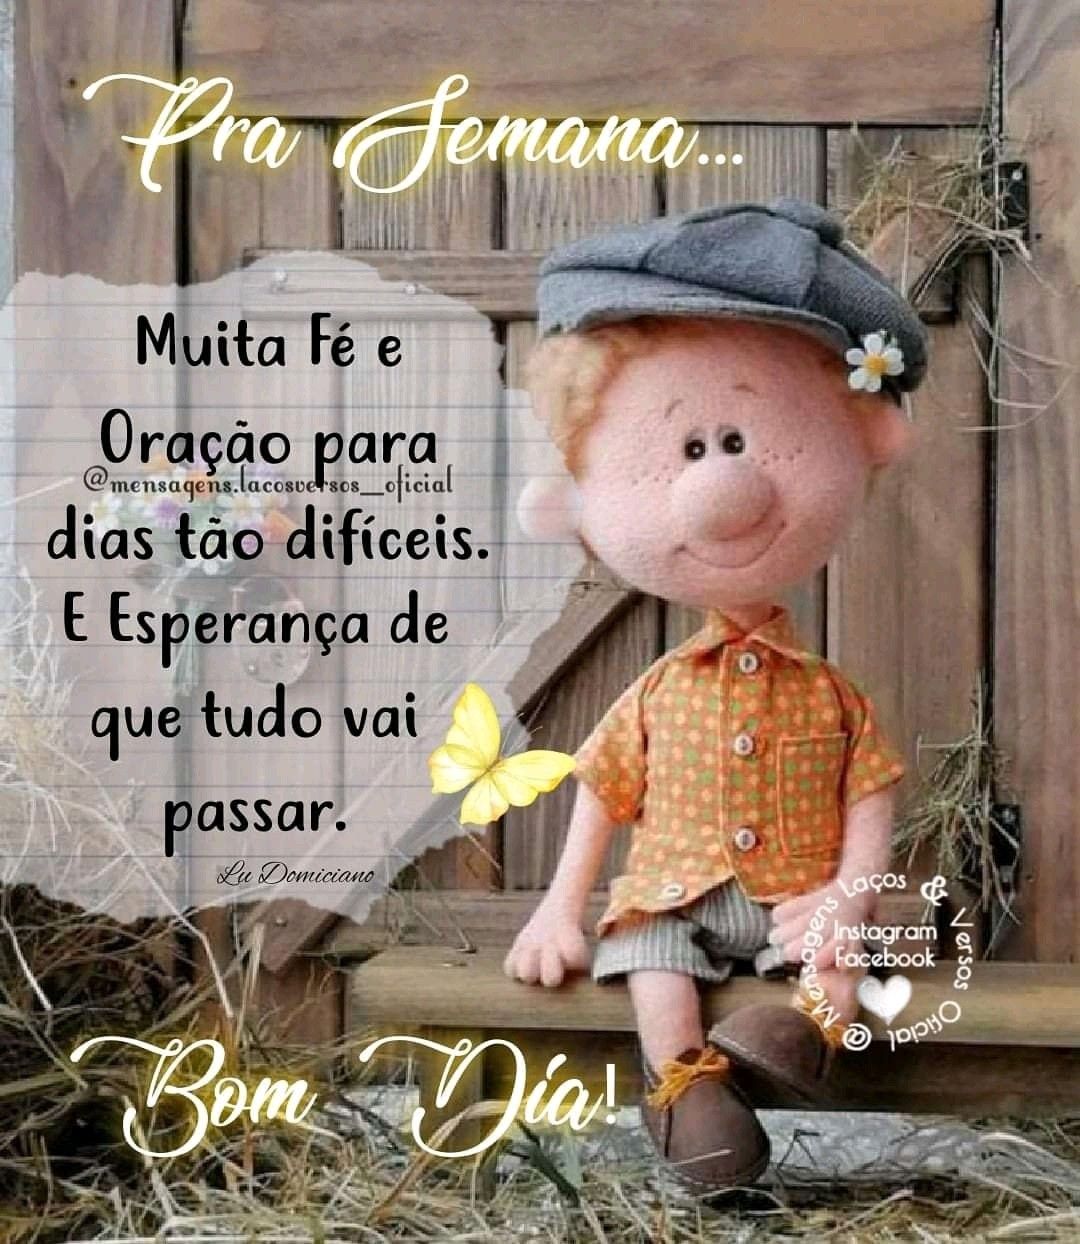 Pra Semana...
Muita Fé e
Oração para
@mensagens.lacosversos_oficial
dias tão difíceis.
E Esperança de
que tudo vai
passar.
Lu Domiciano
@ Mensagens Laços & Versos Oficial
Instagram
Facebook
Bom Día!